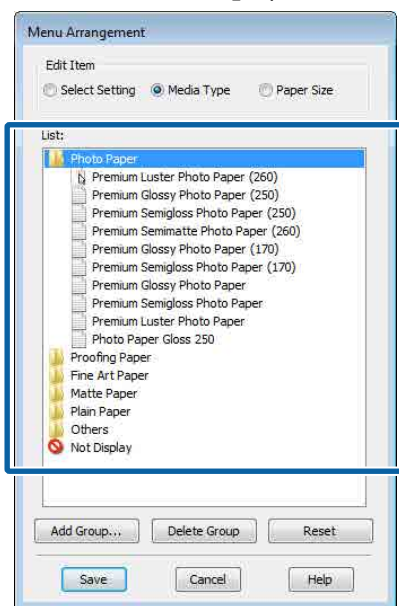 Menu Arrangement
Edit Item
Select Setting Media Type Paper Size
List:
Photo Paper
Premium Luster Photo Paper (260)
Premium Glossy Photo Paper (250)
Premium Semigloss Photo Paper (250)
Premium Semimatte Photo Paper (260)
Premium Glossy Photo Paper (170)
Premium Semigloss Photo Paper (170)
Premium Glossy Photo Paper
Premium Semigloss Photo Paper
Premium Luster Photo Paper
Photo Paper Gloss 250
Proofing Paper
Fine Art Paper
Matte Paper
Plain Paper
Others
Not Display
Add Group... Delete Group Reset
Save Cancel Help